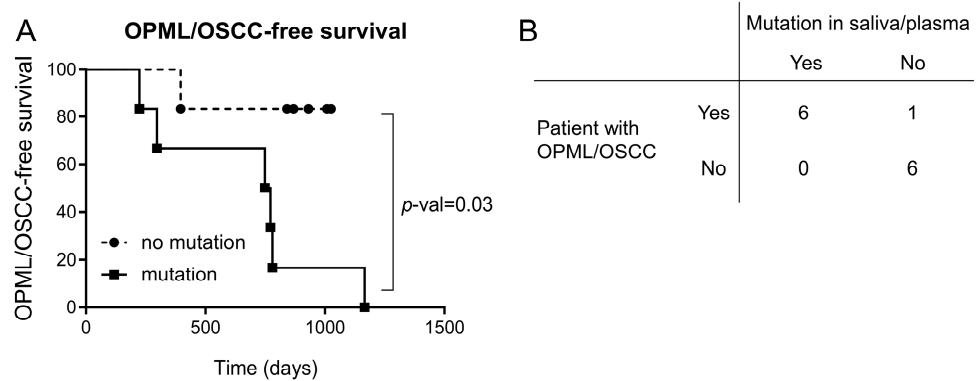 A
OPML/OSCC-free survival
OPML/OSCC-free survival
100
80
60
40
20
0
no mutation
mutation
p-val=0.03
0
500
1000
1500
Time (days)
B
Mutation in saliva/plasma
Yes
No
Patient with
OPML/OSCC
Yes
6
1
No
0
6